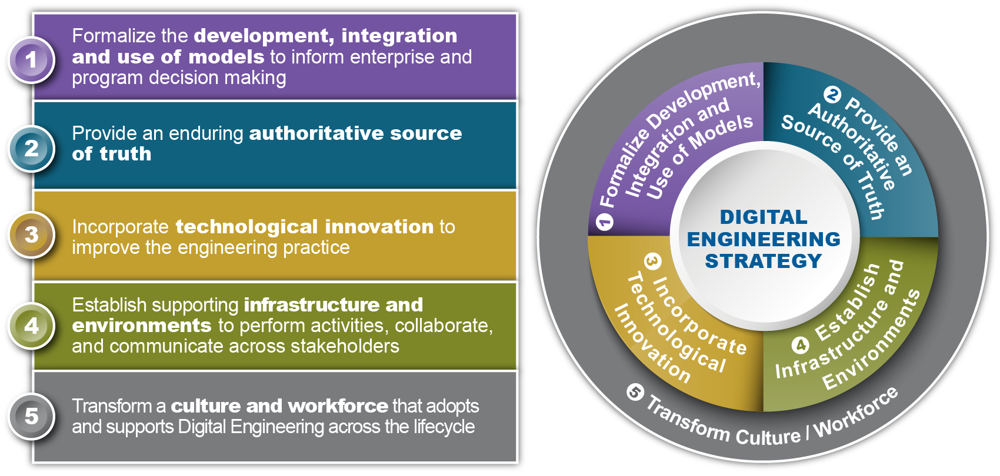 1
Formalize the development, integration
and use of models to inform enterprise and
program decision making
2
Provide an enduring authoritative source
of truth
3
Incorporate technological innovation to
improve the engineering practice
4
Establish supporting infrastructure and
environments to perform activities, collaborate,
and communicate across stakeholders
5
Transform a culture and workforce that adopts
and supports Digital Engineering across the lifecycle
1 Formalize Development,
Integration and
Use of Models
2 Provide an
Authoritative
Source of Truth
DIGITAL
ENGINEERING
STRATEGY
3 Incorporate
Technological
Innovation
4 Establish
Infrastructure and
Environments
5 Transform Culture / Workforce